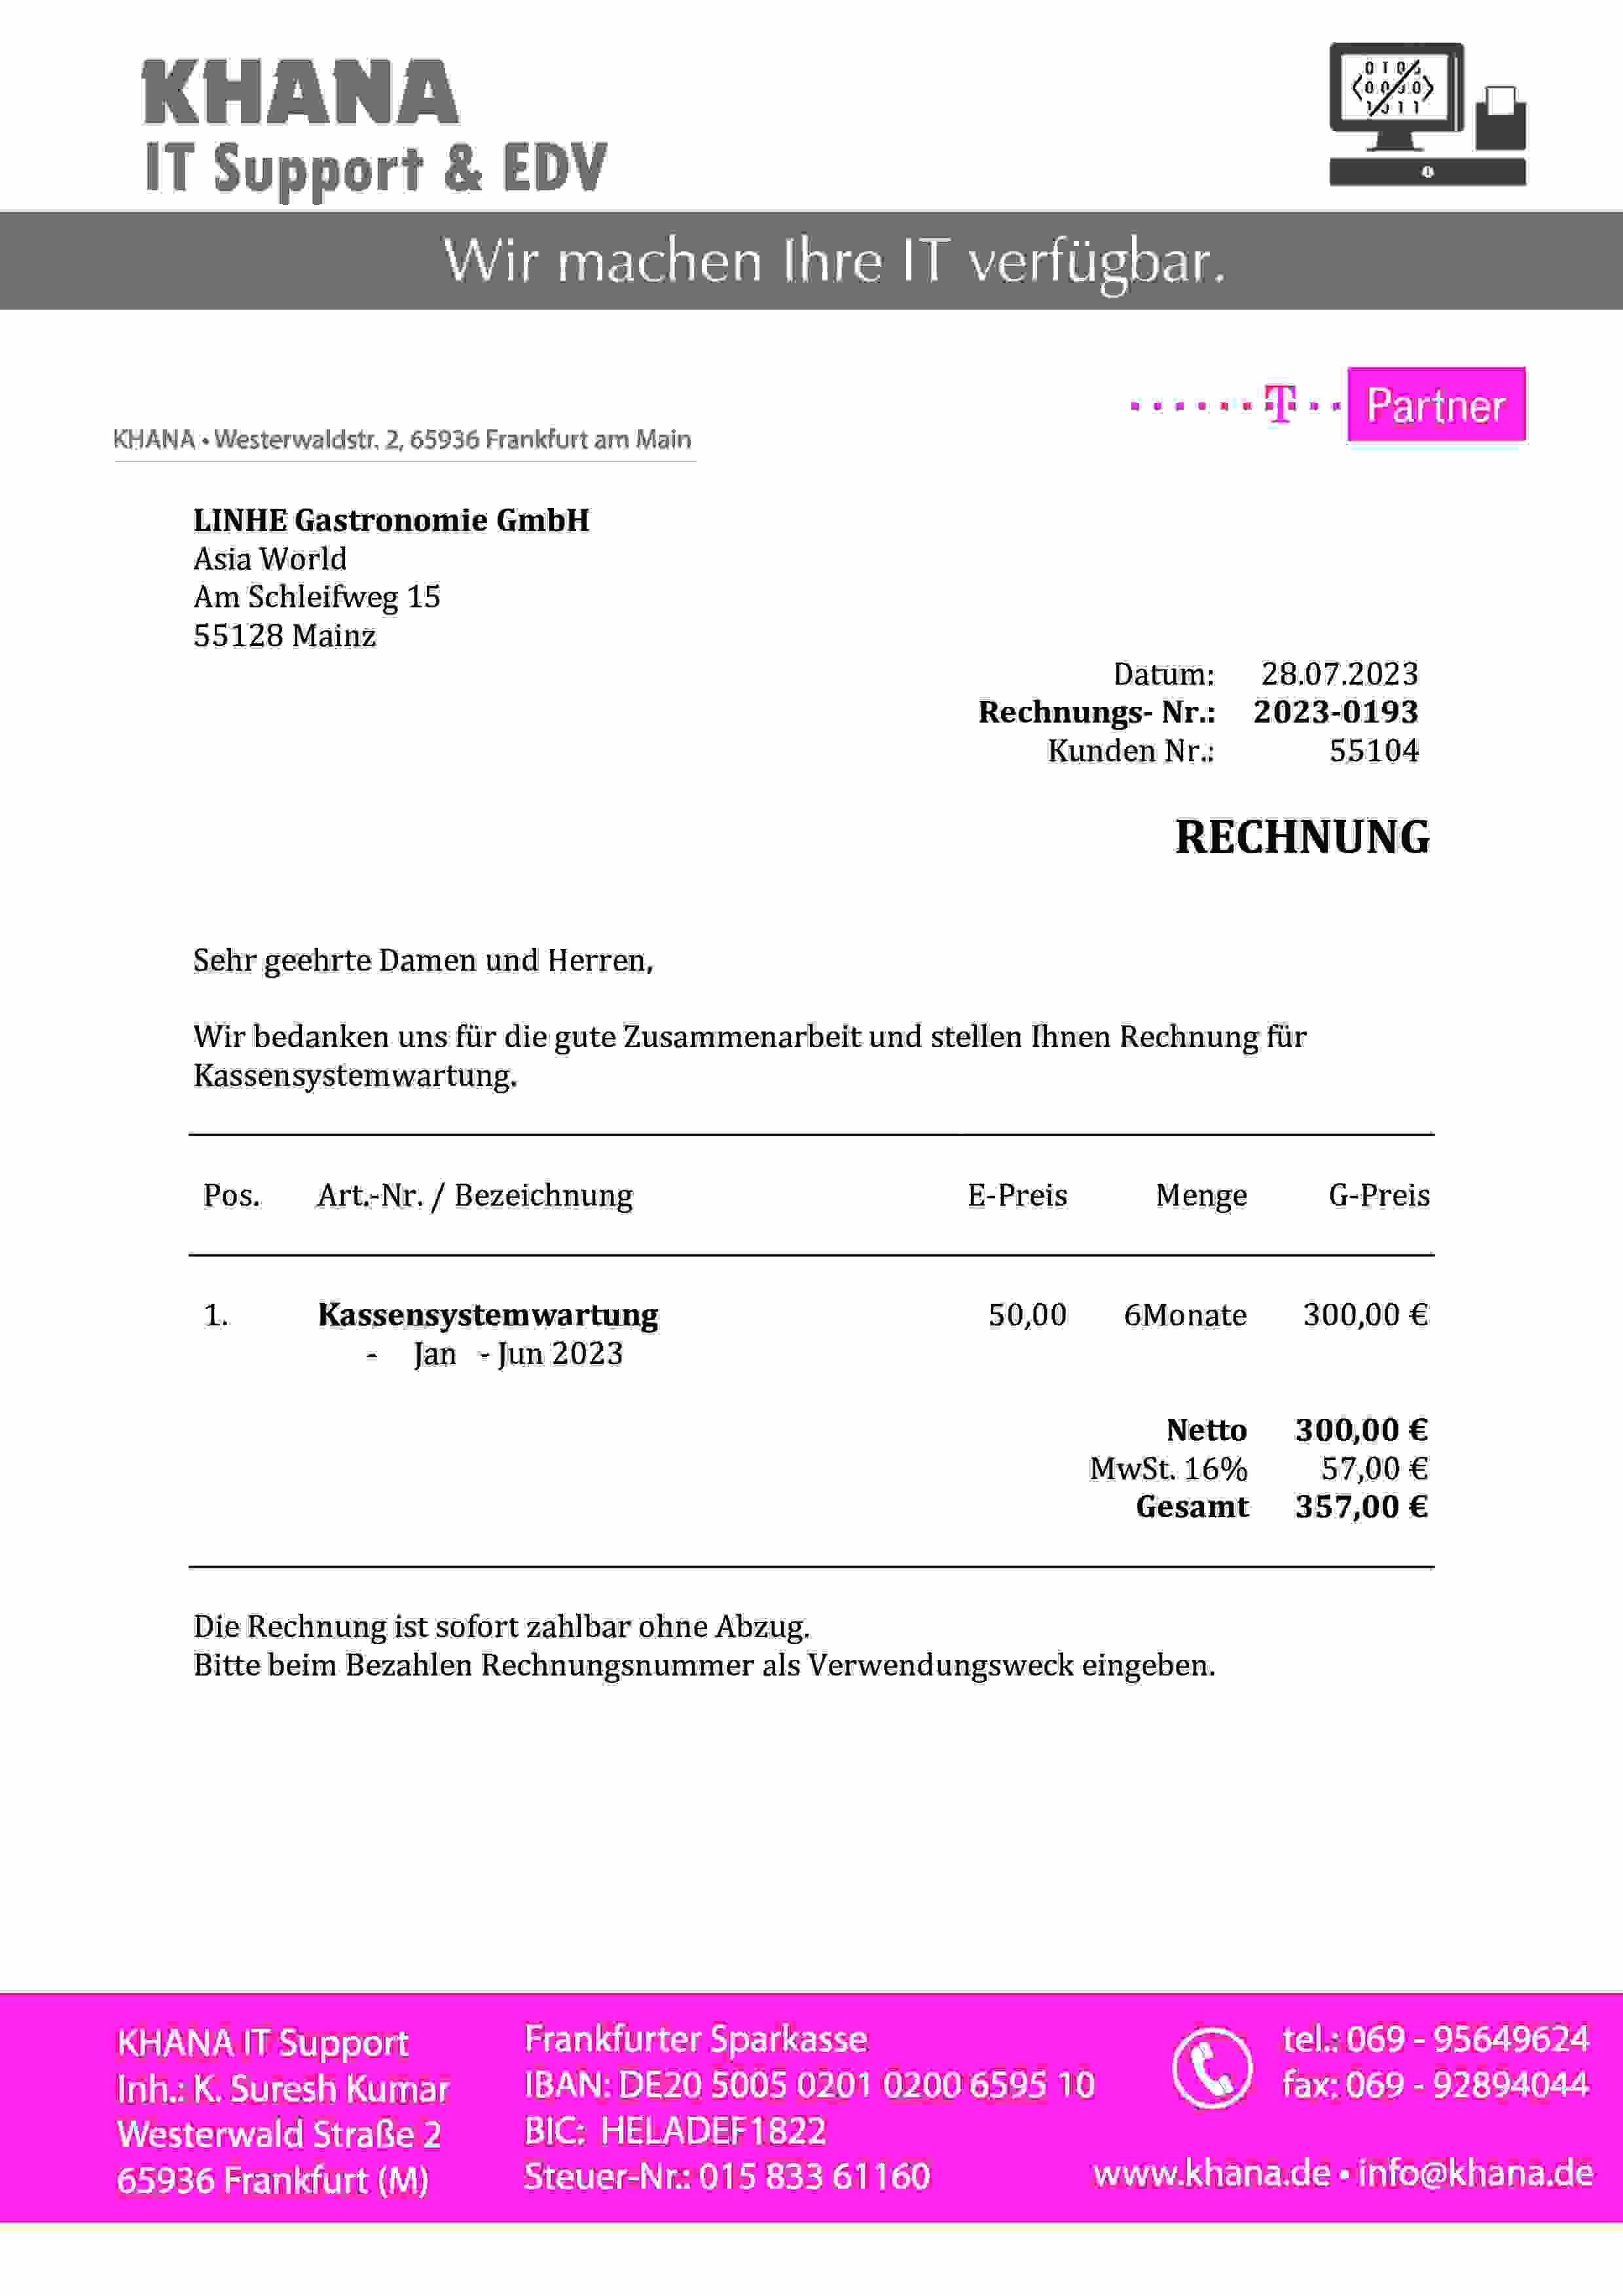 KHANA
IT Support & EDV
Wir machen Ihre IT verfügbar.
T Partner
KHANA • Westerwaldstr. 2, 65936 Frankfurt am Main
LINHE Gastronomie GmbH
Asia World
Am Schleifweg 15
55128 Mainz
Datum: 28.07.2023
Rechnungs- Nr.: 2023-0193
Kunden Nr.: 55104
RECHNUNG
Sehr geehrte Damen und Herren,
Wir bedanken uns für die gute Zusammenarbeit und stellen Ihnen Rechnung für
Kassensystemwartung.
Pos. Art.-Nr. / Bezeichnung E-Preis Menge G-Preis
1. Kassensystemwartung 50,00 6Monate 300,00 €
- Jan - Jun 2023
Netto 300,00 €
MwSt. 16% 57,00 €
Gesamt 357,00 €
Die Rechnung ist sofort zahlbar ohne Abzug.
Bitte beim Bezahlen Rechnungsnummer als Verwendungsweck eingeben.
KHANA IT Support
Inh.: K. Suresh Kumar
Westerwald Straße 2
65936 Frankfurt (M)
Frankfurter Sparkasse
IBAN: DE20 5005 0201 0200 6595 10
BIC: HELADEF1822
Steuer-Nr.: 015 833 61160
tel.: 069 - 95649624
fax: 069 - 92894044
www.khana.de • info@khana.de